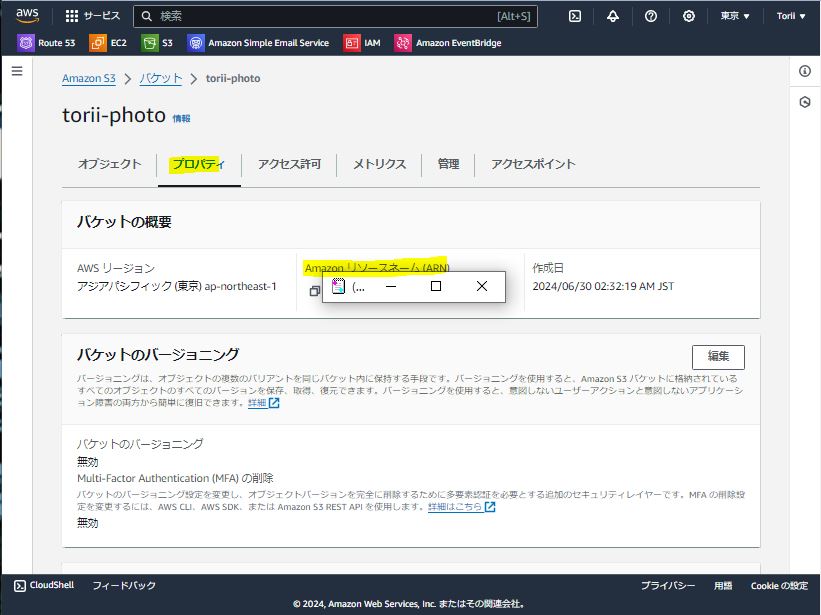 aws
サービス
検索
[Alt+S]
東京 ▼
Torii ▼
Route 53
EC2
S3
Amazon Simple Email Service
IAM
Amazon EventBridge
Amazon S3 > バケット > torii-photo
torii-photo 情報
オブジェクト
プロパティ
アクセス許可
メトリクス
管理
アクセスポイント
バケットの概要
AWS リージョン
アジアパシフィック (東京) ap-northeast-1
Amazon リソースネーム (ARN)
(...
作成日
2024/06/30 02:32:19 AM JST
バケットのバージョニング
編集
バージョニングは、オブジェクトの複数のバリアントを同じバケット内に保持する手段です。バージョニングを使用すると、Amazon S3 バケットに格納されている
すべてのオブジェクトのすべてのバージョンを保存、取得、復元できます。バージョニングを使用すると、意図しないユーザーアクションと意図しないアプリケーシ
ョン障害の両方から簡単に復旧できます。詳細
バケットのバージョニング
無効
Multi-Factor Authentication (MFA) の削除
バケットのバージョニング設定を変更し、オブジェクトバージョンを完全に削除するために多要素認証を必要とする追加のセキュリティレイヤーです。MFA の削除設
定を変更するには、AWS CLI、AWS SDK、または Amazon S3 REST API を使用します。詳細はこちら
無効
CloudShell
フィードバック
プライバシー
用語
Cookie の設定
© 2024, Amazon Web Services, Inc. またはその関連会社。